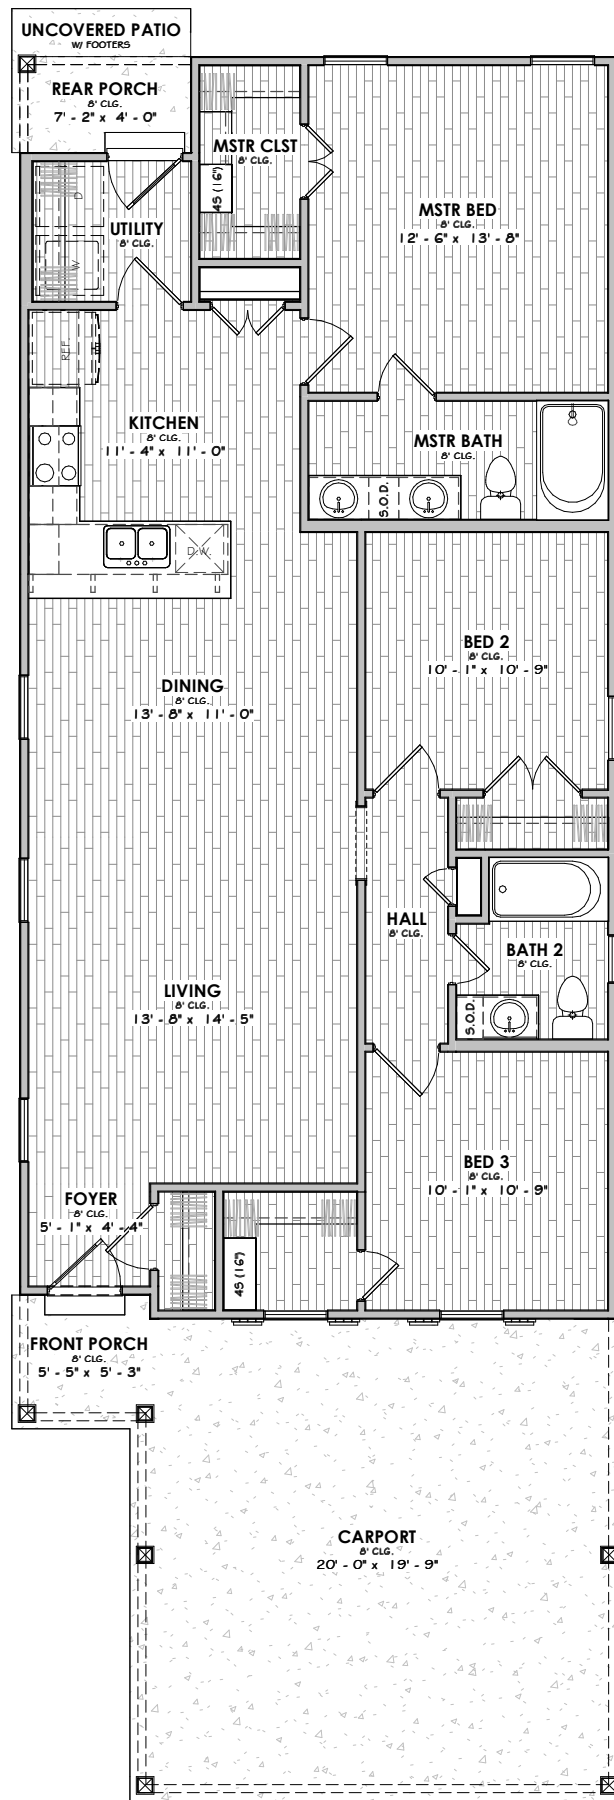 UNCOVERED PATIO
W/ FOOTERS
REAR PORCH
8' CLG.
7' - 2" x 4' - 0"
MSTR CLST
8' CLG.
4S (16")
D
UTILITY
8' CLG.
W
MSTR BED
8' CLG.
12' - 6" x 13' - 8"
REF.
KITCHEN
8' CLG.
11' - 4" x 11' - 0"
MSTR BATH
8' CLG.
S.O.D.
D.W.
BED 2
8' CLG.
10' - 1" x 10' - 9"
DINING
8' CLG.
13' - 8" x 11' - 0"
HALL
8' CLG.
BATH 2
8' CLG.
S.O.D.
LIVING
8' CLG.
13' - 8" x 14' - 5"
BED 3
8' CLG.
10' - 1" x 10' - 9"
FOYER
8' CLG.
5' - 1" x 4' - 4"
4S (16")
FRONT PORCH
8' CLG.
5' - 5" x 5' - 3"
CARPORT
8' CLG.
20' - 0" x 19' - 9"